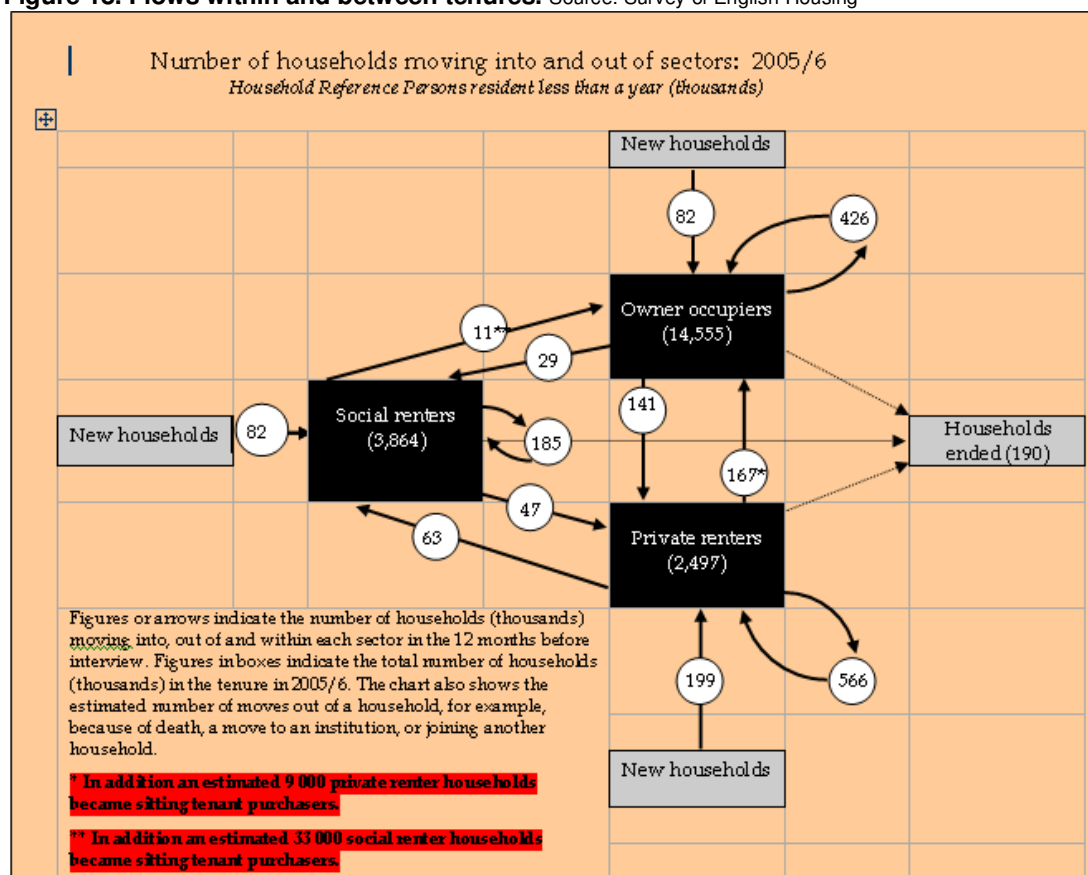 Figure 18. Flows within and between tenures. Source: Survey of English Housing
Number of households moving into and out of sectors: 2005/6
Household Reference Persons resident less than a year (thousands)
New households
82
426
Owner occupiers
(14,555)
11**
29
141
Social renters
(3,864)
New households
82
185
Households
ended (190)
167*
47
63
Private renters
(2,497)
199
566
New households
Figures or arrows indicate the number of households (thousands)
moving into, out of and within each sector in the 12 months before
interview. Figures in boxes indicate the total number of households
(thousands) in the tenure in 2005/6. The chart also shows the
estimated number of moves out of a household, for example,
because of death, a move to an institution, or joining another
household.
* In addition an estimated 9 000 private renter households
became sitting tenant purchasers.
** In addition an estimated 33 000 social renter households
became sitting tenant purchasers.